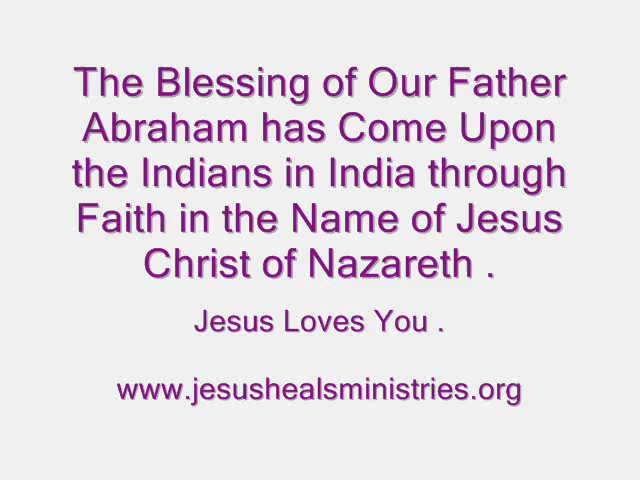 The Blessing of Our Father
Abraham has Come Upon
the Indians in India through
Faith in the Name of Jesus
Christ of Nazareth .
Jesus Loves You .
www.jesushealsministries.org